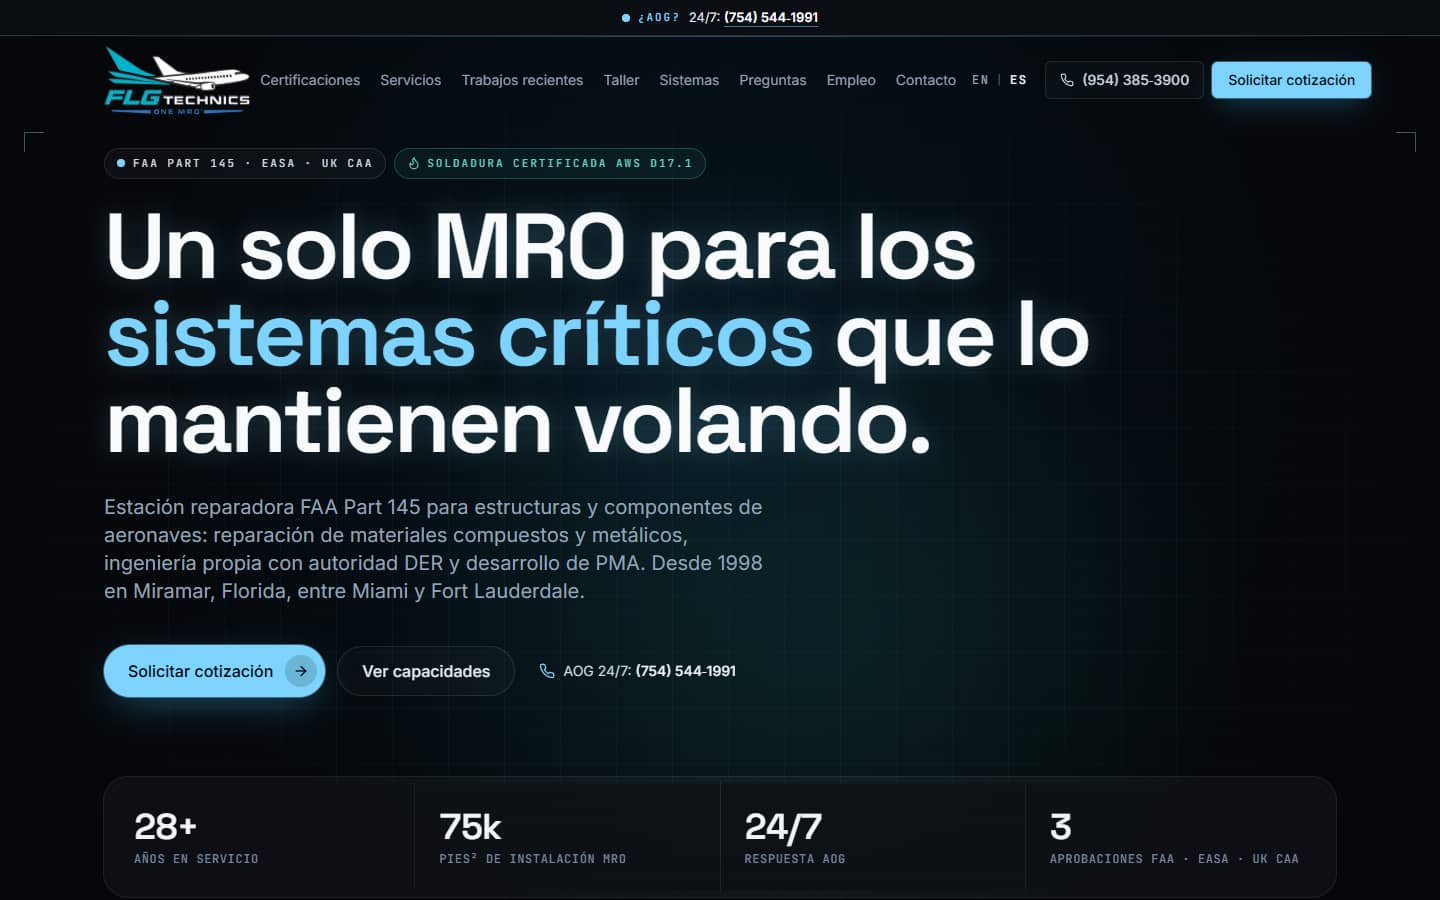 ¿AOG? 24/7: (754) 544-1991
FLG TECHNICS
ONE MRO
Certificaciones Servicios Trabajos recientes Taller Sistemas Preguntas Empleo Contacto EN | ES (954) 385-3900 Solicitar cotización
FAA PART 145 · EASA · UK CAA SOLDADURA CERTIFICADA AWS D17.1
Un solo MRO para los
sistemas críticos que lo
mantienen volando.
Estación reparadora FAA Part 145 para estructuras y componentes de
aeronaves: reparación de materiales compuestos y metálicos,
ingeniería propia con autoridad DER y desarrollo de PMA. Desde 1998
en Miramar, Florida, entre Miami y Fort Lauderdale.
Solicitar cotización Ver capacidades AOG 24/7: (754) 544-1991
28+ 75k 24/7 3
AÑOS EN SERVICIO PIES² DE INSTALACIÓN MRO RESPUESTA AOG APROBACIONES FAA · EASA · UK CAA